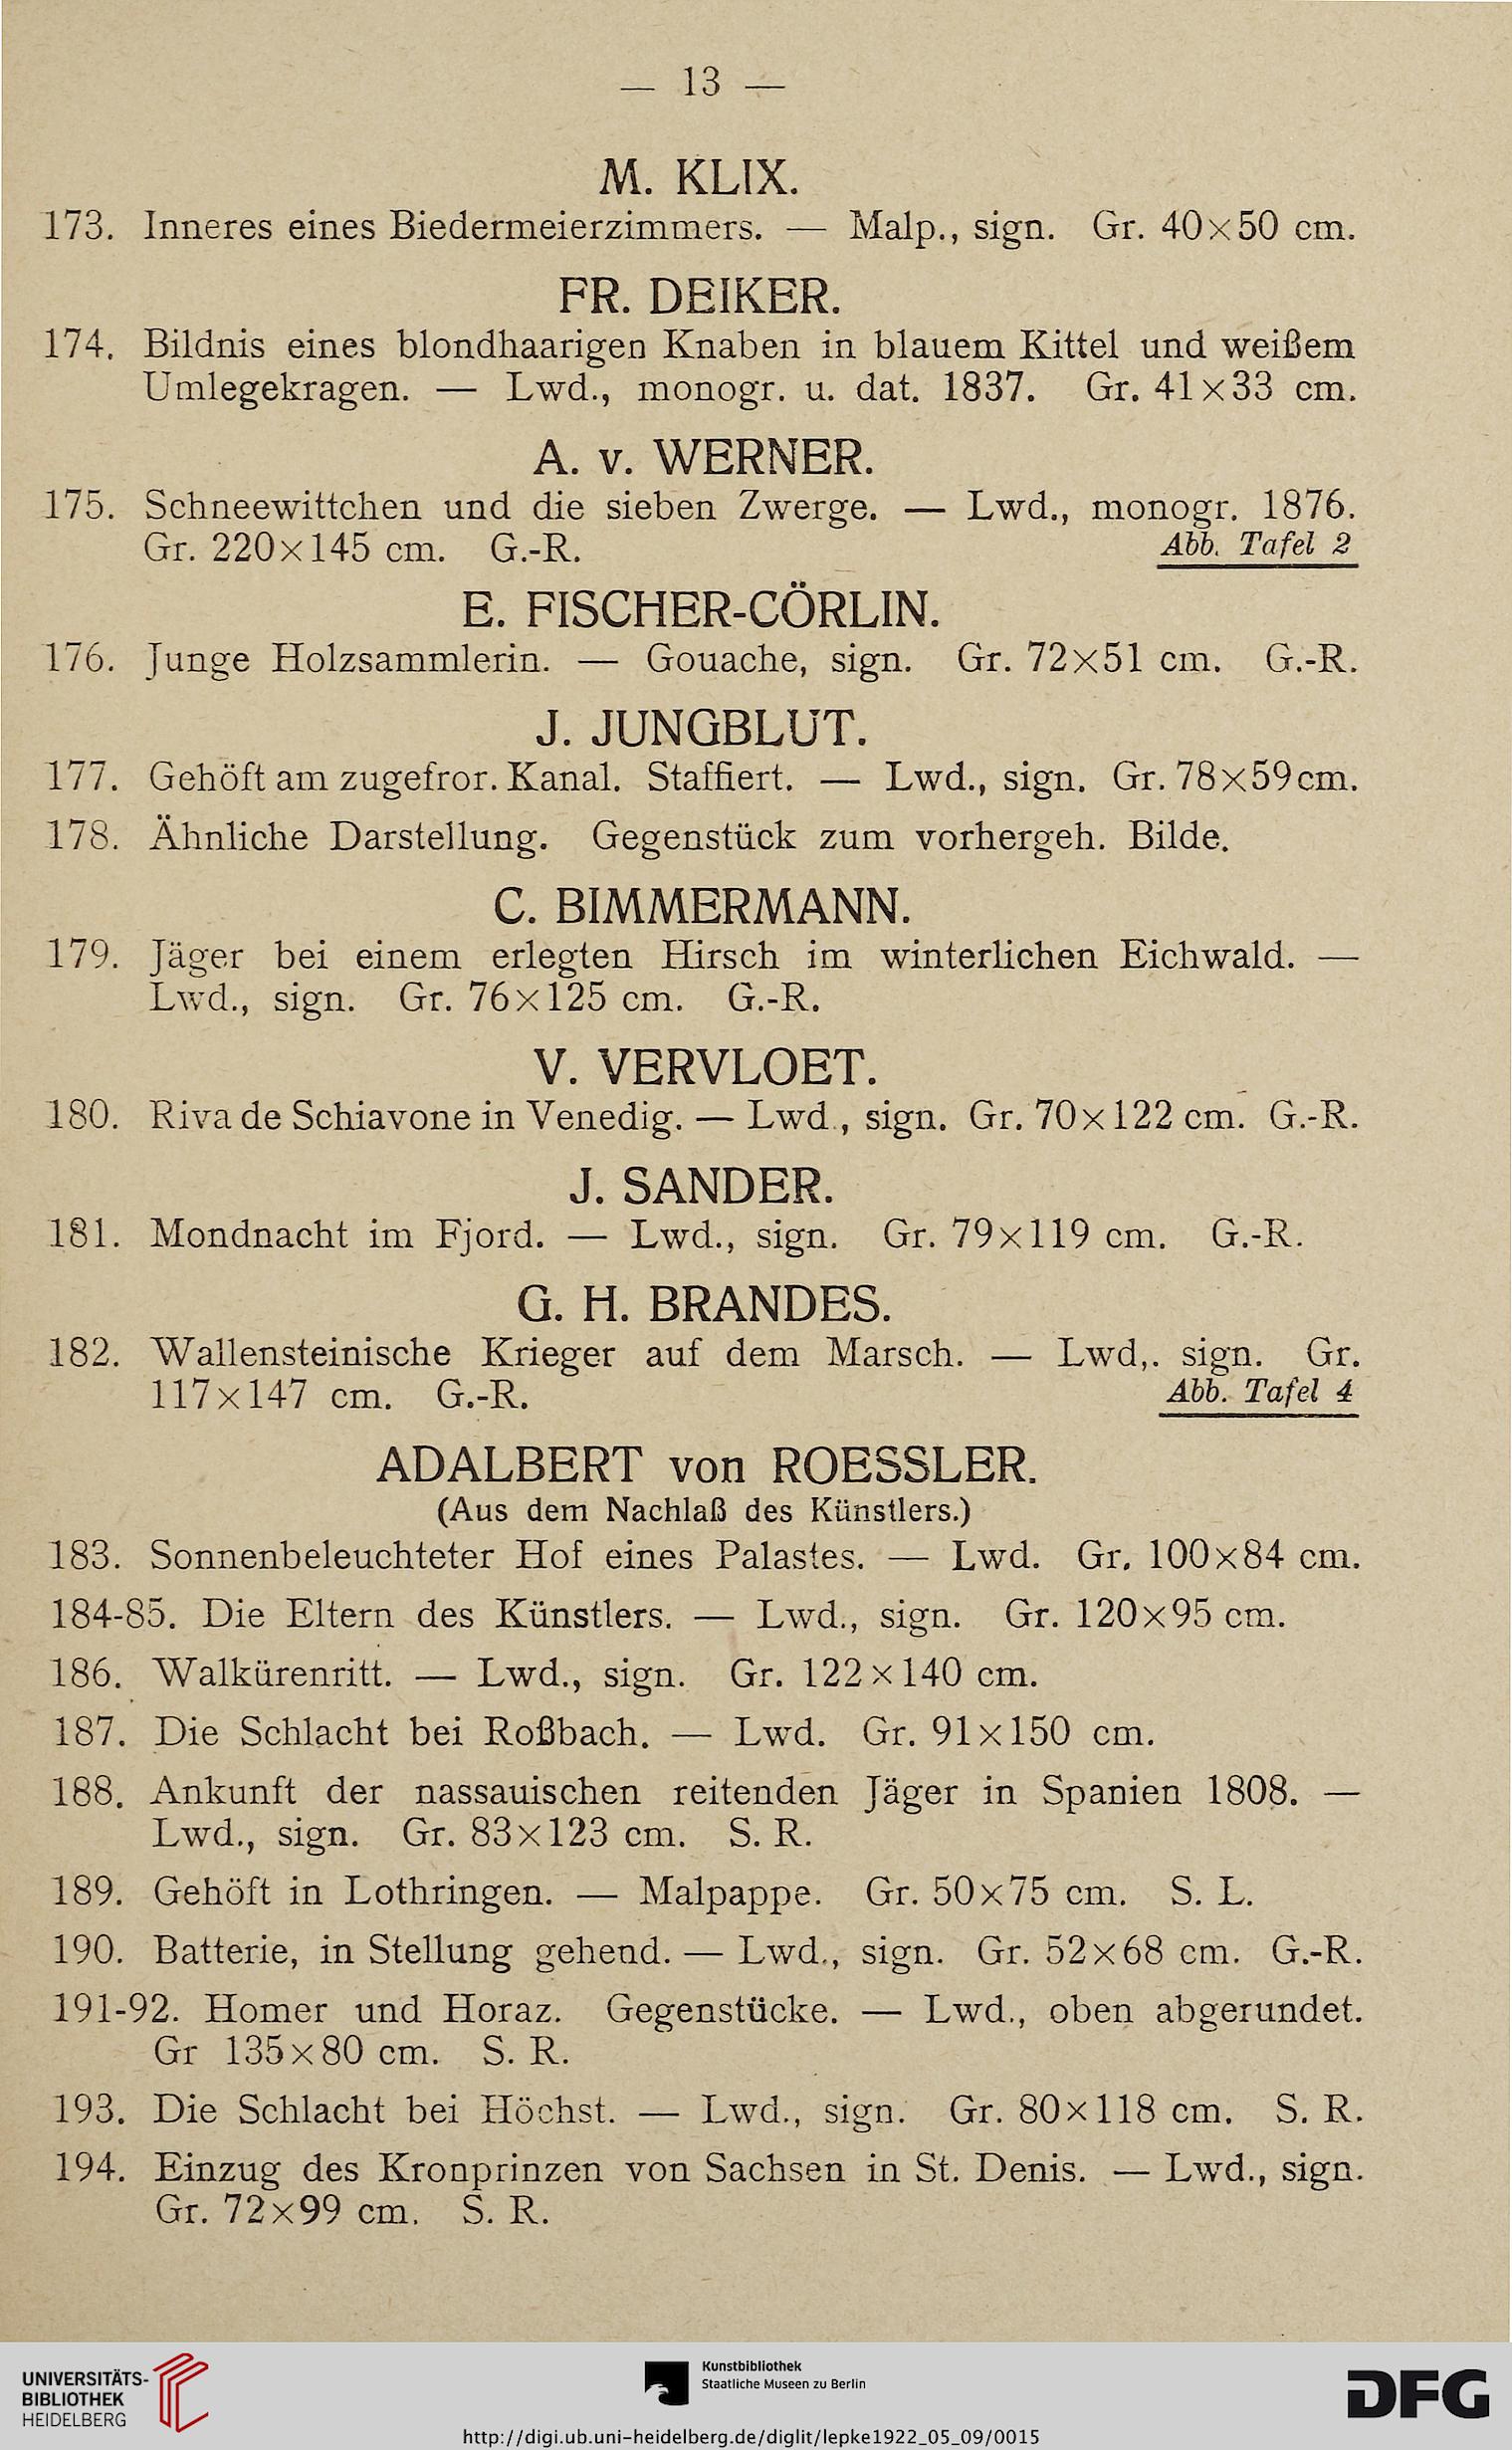 — 13 —
M. KLIX.
173. Inneres eines Biedermeierzimmers. — Malp., sign. Gr. 40×50 cm.
FR. DEIKER.
174. Bildnis eines blondhaarigen Knaben in blauem Kittel und weißem
Umlegekragen. — Lwd., monogr. u. dat. 1837. Gr. 41×33 cm.
A. v. WERNER.
175. Schneewittchen und die sieben Zwerge. — Lwd., monogr. 1876.
Gr. 220×145 cm. G.-R. Abb. Tafel 2
E. FISCHER-CÖRLIN.
176. Junge Holzsammlerin. — Gouache, sign. Gr. 72×51 cm. G.-R.
J. JUNGBLUT.
177. Gehöft am zugefror. Kanal. Staffiert. — Lwd., sign. Gr. 78×59cm.
178. Ähnliche Darstellung. Gegenstück zum vorhergeh. Bilde.
C. BIMMERMANN.
179. Jäger bei einem erlegten Hirsch im winterlichen Eichwald. —
Lwd., sign. Gr. 76×125 cm. G.-R.
V. VERVLOET.
180. Riva de Schiavone in Venedig. — Lwd., sign. Gr. 70×122 cm. G.-R.
J. SANDER.
181. Mondnacht im Fjord. — Lwd., sign. Gr. 79×119 cm. G.-R.
G. H. BRANDES.
182. Wallensteinische Krieger auf dem Marsch. — Lwd,. sign. Gr.
117×147 cm. G.-R. Abb. Tafel 4
ADALBERT von ROESSLER.
(Aus dem Nachlaß des Künstlers.)
183. Sonnenbeleuchteter Hof eines Palastes. — Lwd. Gr. 100×84 cm.
184-85. Die Eltern des Künstlers. — Lwd., sign. Gr. 120×95 cm.
186. Walkürenritt. — Lwd., sign. Gr. 122×140 cm.
187. Die Schlacht bei Roßbach. — Lwd. Gr. 91×150 cm.
188. Ankunft der nassauischen reitenden Jäger in Spanien 1808. —
Lwd., sign. Gr. 83×123 cm. S. R.
189. Gehöft in Lothringen. — Malpappe. Gr. 50×75 cm. S. L.
190. Batterie, in Stellung gehend. — Lwd., sign. Gr. 52×68 cm. G.-R.
191-92. Homer und Horaz. Gegenstücke. — Lwd., oben abgerundet.
Gr 135×80 cm. S. R.
193. Die Schlacht bei Höchst. — Lwd., sign. Gr. 80×118 cm. S. R.
194. Einzug des Kronprinzen von Sachsen in St. Denis. — Lwd., sign.
Gr. 72×99 cm. S. R.
UNIVERSITÄTS-
BIBLIOTHEK
HEIDELBERG
Kunstbibliothek
Staatliche Museen zu Berlin
DFG
http://digi.ub.uni-heidelberg.de/diglit/lepke1922_05_09/0015